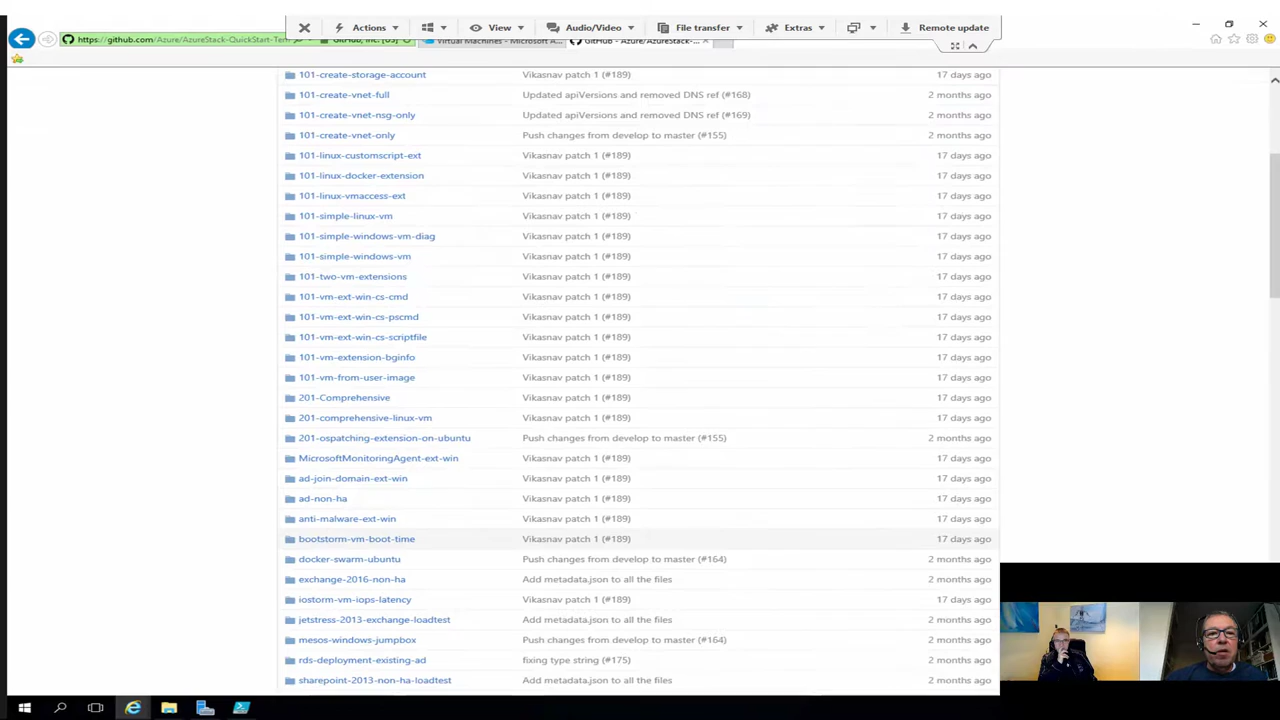 Actions
View
Audio/Video
File transfer
Extras
Remote update
https://github.com/Azure/AzureStack-QuickStart-Tem
GitHub, Inc. [US]
Virtual Machines - Microsoft A...
GitHub - Azure/AzureStack-...
101-create-storage-account Vikasnav patch 1 (#189) 17 days ago
101-create-vnet-full Updated apiVersions and removed DNS ref (#168) 2 months ago
101-create-vnet-nsg-only Updated apiVersions and removed DNS ref (#169) 2 months ago
101-create-vnet-only Push changes from develop to master (#155) 2 months ago
101-linux-customscript-ext Vikasnav patch 1 (#189) 17 days ago
101-linux-docker-extension Vikasnav patch 1 (#189) 17 days ago
101-linux-vmaccess-ext Vikasnav patch 1 (#189) 17 days ago
101-simple-linux-vm Vikasnav patch 1 (#189) 17 days ago
101-simple-windows-vm-diag Vikasnav patch 1 (#189) 17 days ago
101-simple-windows-vm Vikasnav patch 1 (#189) 17 days ago
101-two-vm-extensions Vikasnav patch 1 (#189) 17 days ago
101-vm-ext-win-cs-cmd Vikasnav patch 1 (#189) 17 days ago
101-vm-ext-win-cs-pscmd Vikasnav patch 1 (#189) 17 days ago
101-vm-ext-win-cs-scriptfile Vikasnav patch 1 (#189) 17 days ago
101-vm-extension-bginfo Vikasnav patch 1 (#189) 17 days ago
101-vm-from-user-image Vikasnav patch 1 (#189) 17 days ago
201-Comprehensive Vikasnav patch 1 (#189) 17 days ago
201-comprehensive-linux-vm Vikasnav patch 1 (#189) 17 days ago
201-ospatching-extension-on-ubuntu Push changes from develop to master (#155) 2 months ago
MicrosoftMonitoringAgent-ext-win Vikasnav patch 1 (#189) 17 days ago
ad-join-domain-ext-win Vikasnav patch 1 (#189) 17 days ago
ad-non-ha Vikasnav patch 1 (#189) 17 days ago
anti-malware-ext-win Vikasnav patch 1 (#189) 17 days ago
bootstorm-vm-boot-time Vikasnav patch 1 (#189) 17 days ago
docker-swarm-ubuntu Push changes from develop to master (#164) 2 months ago
exchange-2016-non-ha Add metadata.json to all the files 2 months ago
iostorm-vm-iops-latency Vikasnav patch 1 (#189) 17 days ago
jetstress-2013-exchange-loadtest Add metadata.json to all the files 2 months ago
mesos-windows-jumpbox Push changes from develop to master (#164) 2 months ago
rds-deployment-existing-ad fixing type string (#175) 2 months ago
sharepoint-2013-non-ha-loadtest Add metadata.json to all the files 2 months ago